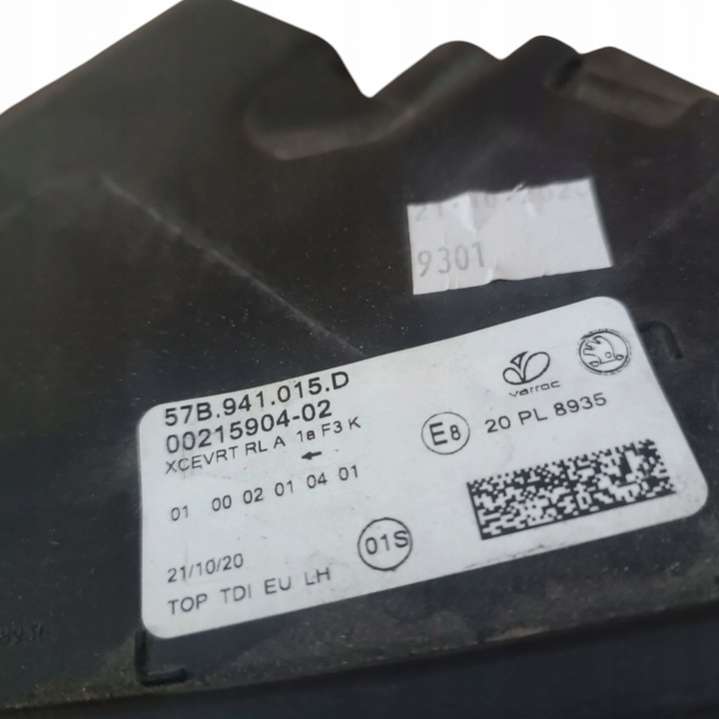 9301
57B.941.015.D
00215904-02
XCEVRT RL A 1a F3 K
varroc
E8 20 PL 8935
01 00 02 01 04 01
01S
21/10/20
TOP TDI EU LH